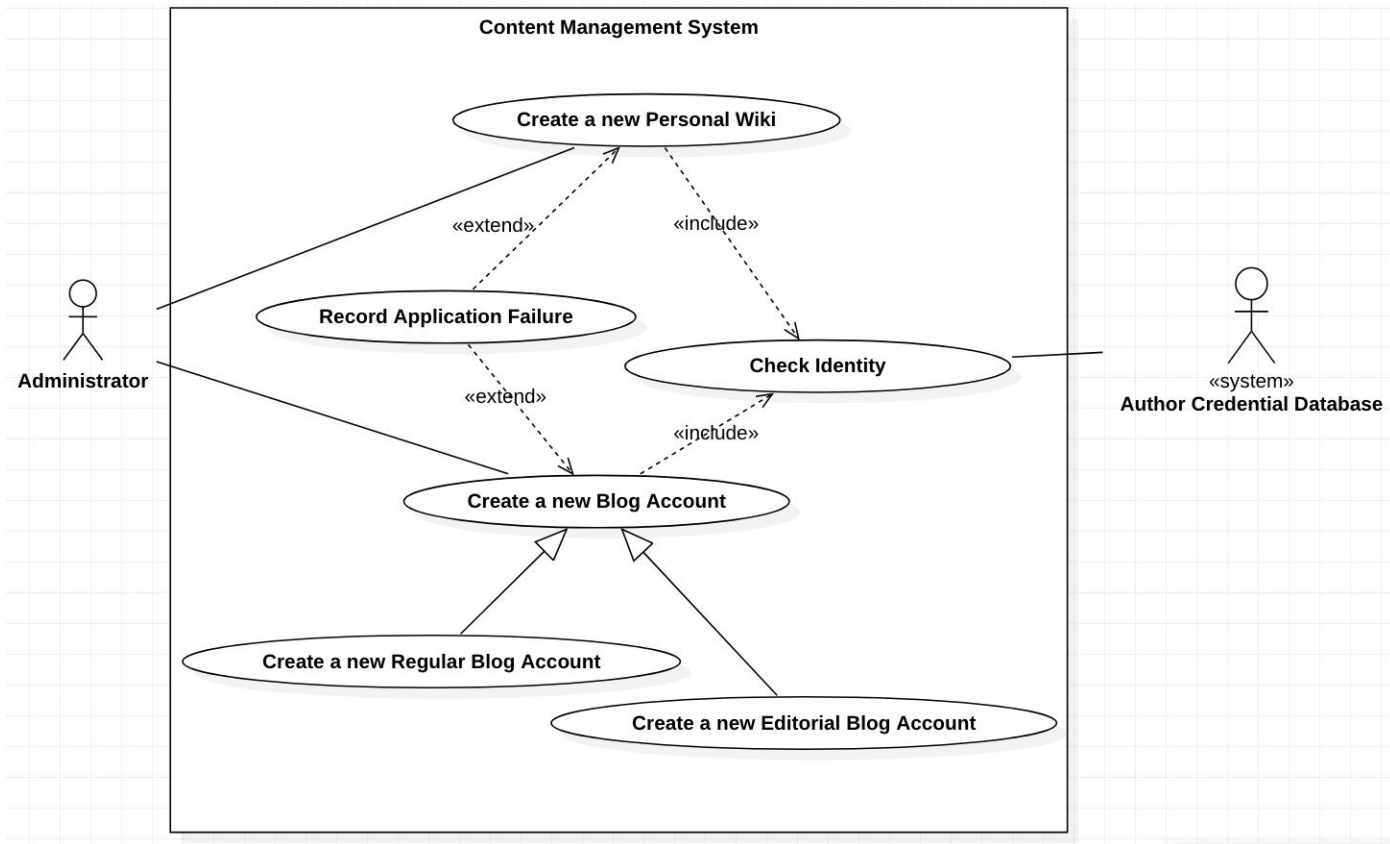 Content Management System
Create a new Personal Wiki
«extend»
«include»
Record Application Failure
Check Identity
Administrator
«system»
Author Credential Database
«extend»
«include»
Create a new Blog Account
Create a new Regular Blog Account
Create a new Editorial Blog Account